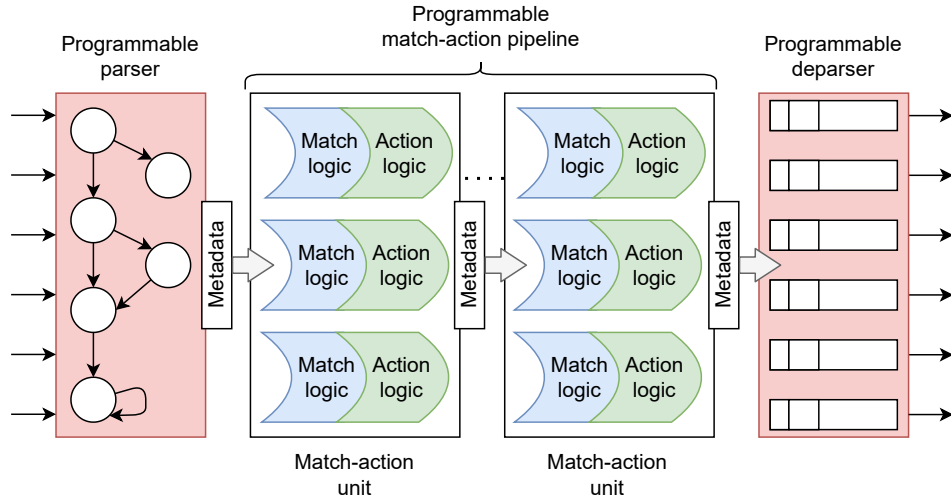 Programmable
match-action pipeline
Programmable
parser
Programmable
deparser
Match
logic
Action
logic
Match
logic
Action
logic
Metadata
Match
logic
Action
logic
Metadata
Match
logic
Action
logic
Metadata
Match
logic
Action
logic
Match
logic
Action
logic
Match-action
unit
Match-action
unit